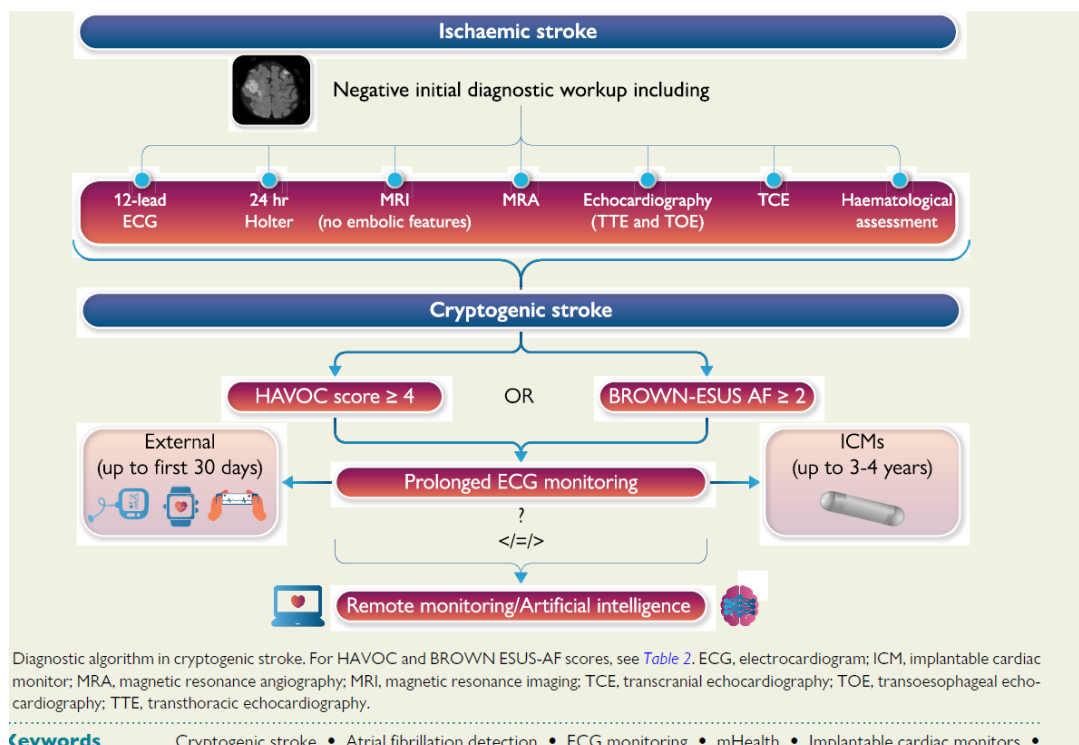 Ischaemic stroke
Negative initial diagnostic workup including
12-lead ECG
24 hr Holter
MRI (no embolic features)
MRA
Echocardiography (TTE and TOE)
TCE
Haematological assessment
Cryptogenic stroke
HAVOC score ≥ 4
OR
BROWN-ESUS AF ≥ 2
External
(up to first 30 days)
ICMs
(up to 3-4 years)
Prolonged ECG monitoring
?
</=/>
Remote monitoring/Artificial intelligence
Diagnostic algorithm in cryptogenic stroke. For HAVOC and BROWN ESUS-AF scores, see Table 2. ECG, electrocardiogram; ICM, implantable cardiac
monitor; MRA, magnetic resonance angiography; MRI, magnetic resonance imaging; TCE, transcranial echocardiography; TOE, transoesophageal echo-
cardiography; TTE, transthoracic echocardiography.
Keywords Cryptogenic stroke • Atrial fibrillation detection • ECG monitoring • mHealth • Implantable cardiac monitors •